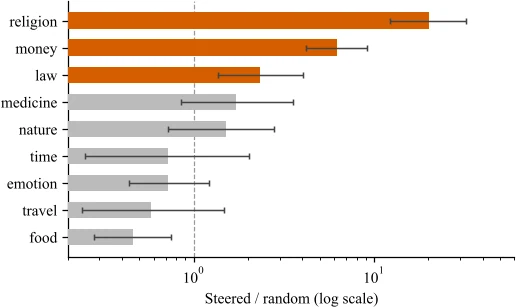 religion
money
law
medicine
nature
time
emotion
travel
food
10⁰ 10¹
Steered / random (log scale)